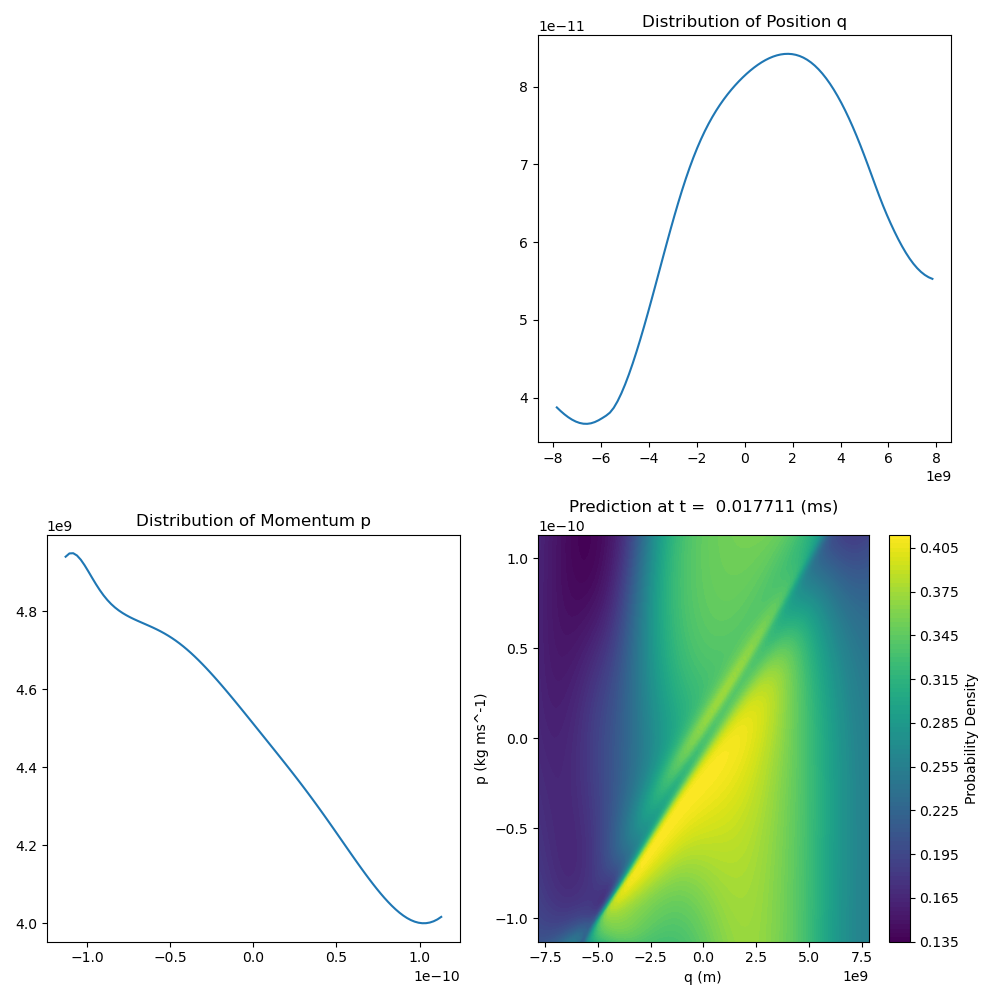 Distribution of Position q
1e−11
8
7
6
5
4
−8 −6 −4 −2 0 2 4 6 8
1e9
Distribution of Momentum p
1e9
4.8
4.6
4.4
4.2
4.0
−1.0 −0.5 0.0 0.5 1.0
1e−10
Prediction at t =  0.017711 (ms)
1e−10
p (kg ms^-1)
1.0
0.5
0.0
−0.5
−1.0
−7.5 −5.0 −2.5 0.0 2.5 5.0 7.5
q (m)
1e9
0.405
0.375
0.345
0.315
0.285
0.255
0.225
0.195
0.165
0.135
Probability Density